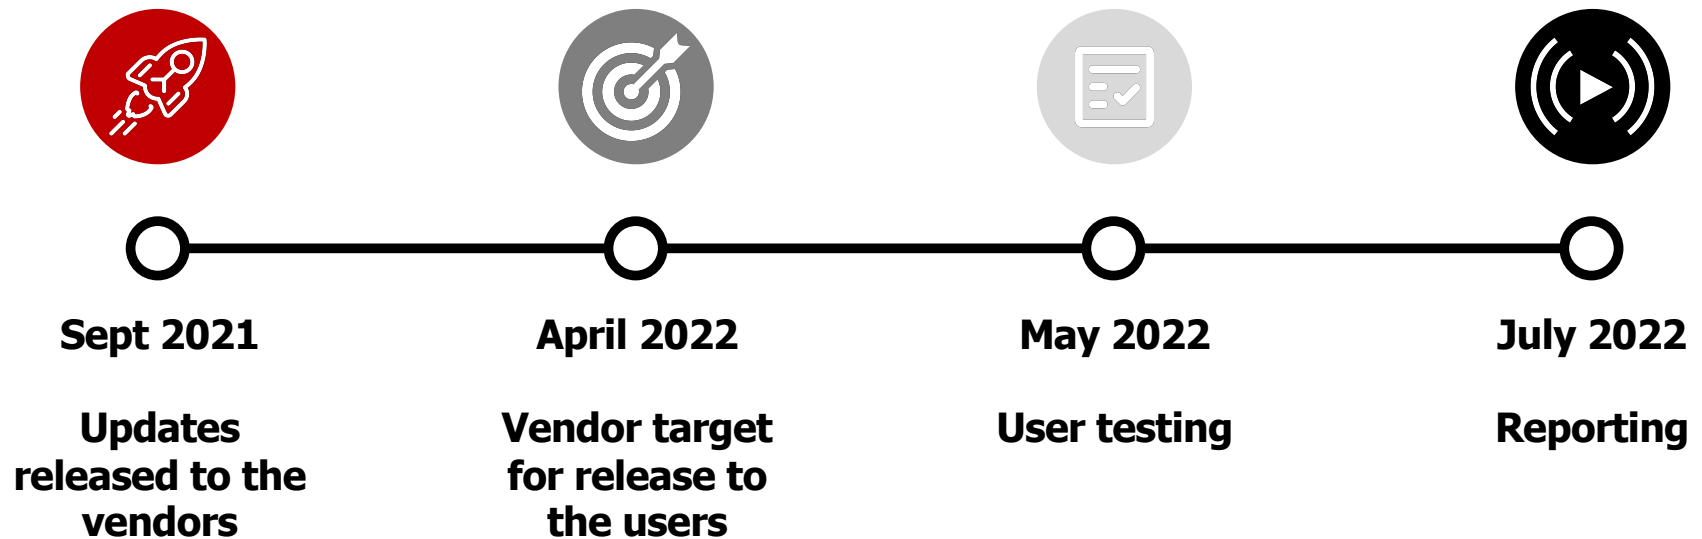 Sept 2021
April 2022
May 2022
July 2022
Updates
released to the
vendors
Vendor target
for release to
the users
User testing
Reporting